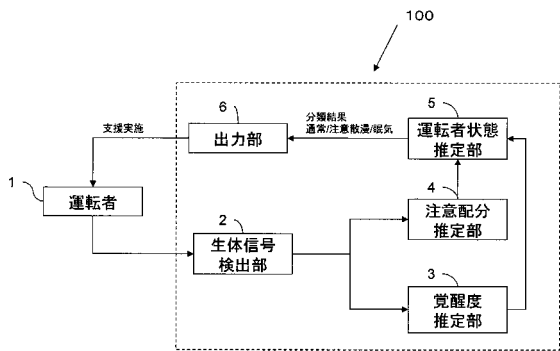 100
分類結果
通常/注意散漫/眠気
支援実施
6
出力部
5
運転者状態
推定部
1
運転者
4
注意配分
推定部
2
生体信号
検出部
3
覚醒度
推定部